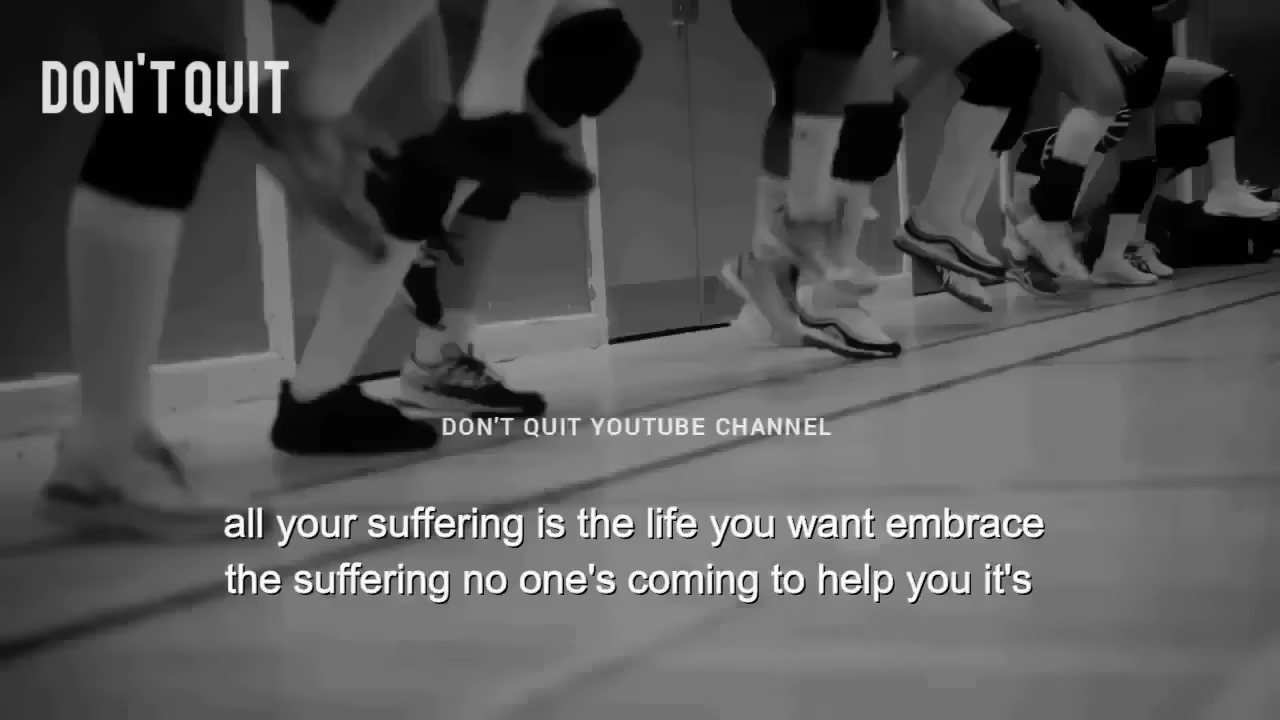 DON'T QUIT
DON'T QUIT YOUTUBE CHANNEL
all your suffering is the life you want embrace
the suffering no one's coming to help you it's